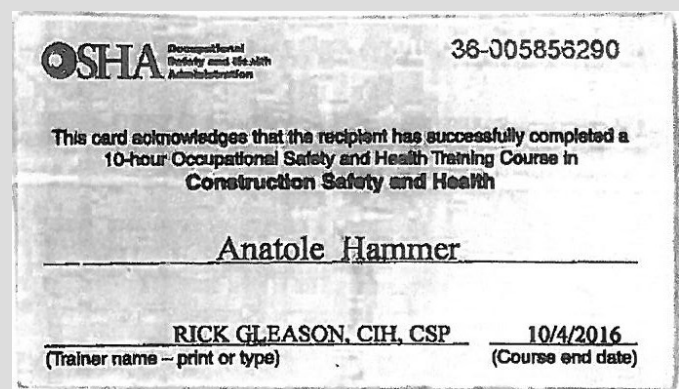 OSHA
Occupational
Safety and Health
Administration
36-005856290
This card acknowledges that the recipient has successfully completed a
10-hour Occupational Safety and Health Training Course in
Construction Safety and Health
Anatole Hammer
RICK GLEASON, CIH, CSP
10/4/2016
(Trainer name – print or type)
(Course end date)